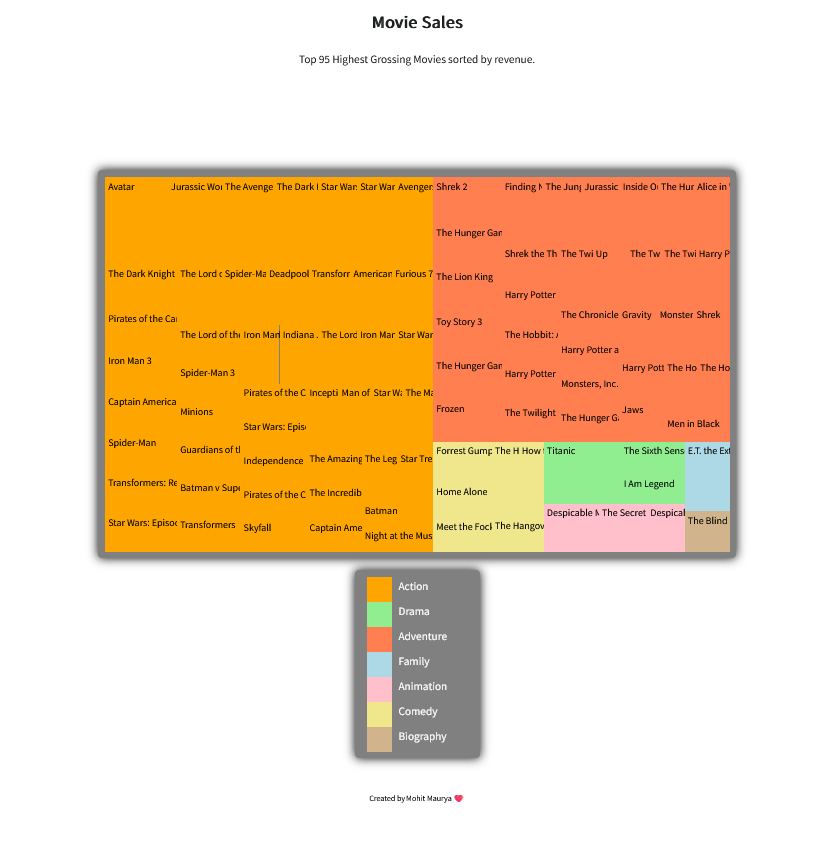 Movie Sales
Top 95 Highest Grossing Movies sorted by revenue.
Avatar Jurassic Wo The Avenge The Dark Star War Star War Avenger Shrek 2 Finding The Jung Jurassic Inside O The Hur Alice in
The Hunger Gar
Shrek the Th The Twi Up The Tw The Twi Harry P
The Dark Knight The Lord Spider-Ma Deadpool Transfor American Furious 7 The Lion King
Harry Potter
Pirates of the Ca Toy Story 3 The Chronicle Gravity Monster Shrek
The Lord of the Iron Man Indiana The Lord Iron Mar Star War The Hobbit:
Harry Potter a
Iron Man 3 Spider-Man 3 The Hunger Gar Harry Potter Harry Pott The Ho The Ho
Monsters, Inc.
Pirates of the C Incepti Man of Star Wa The Ma
Captain America Minions Frozen The Twilight The Hunger G Jaws
Star Wars: Epis Men in Black
Spider-Man Guardians of t Forrest Gump The H How Titanic The Sixth Sens E.T. the Ext
Independence The Amazing The Leg Star Tre
Transformers: Re Batman v Supe Pirates of the C The Incredib Home Alone I Am Legend
Batman Despicable The Secret Despical
Star Wars: Episo Transformers Skyfall Captain Ame Meet the Foc The Hangov The Blind
Night at the Mus
Action
Drama
Adventure
Family
Animation
Comedy
Biography
Created by Mohit Maurya